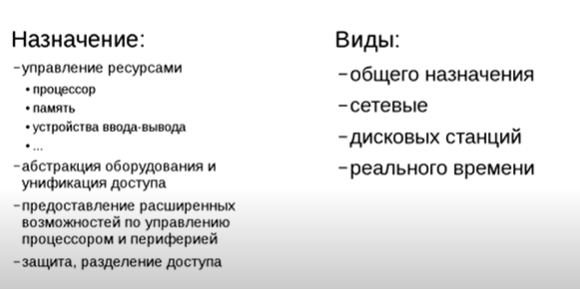 Назначение:
–управление ресурсами
•процессор
•память
•устройства ввода-вывода
•...
–абстракция оборудования и
унификация доступа
–предоставление расширенных
возможностей по управлению
процессором и периферией
–защита, разделение доступа
Виды:
–общего назначения
–сетевые
–дисковых станций
–реального времени